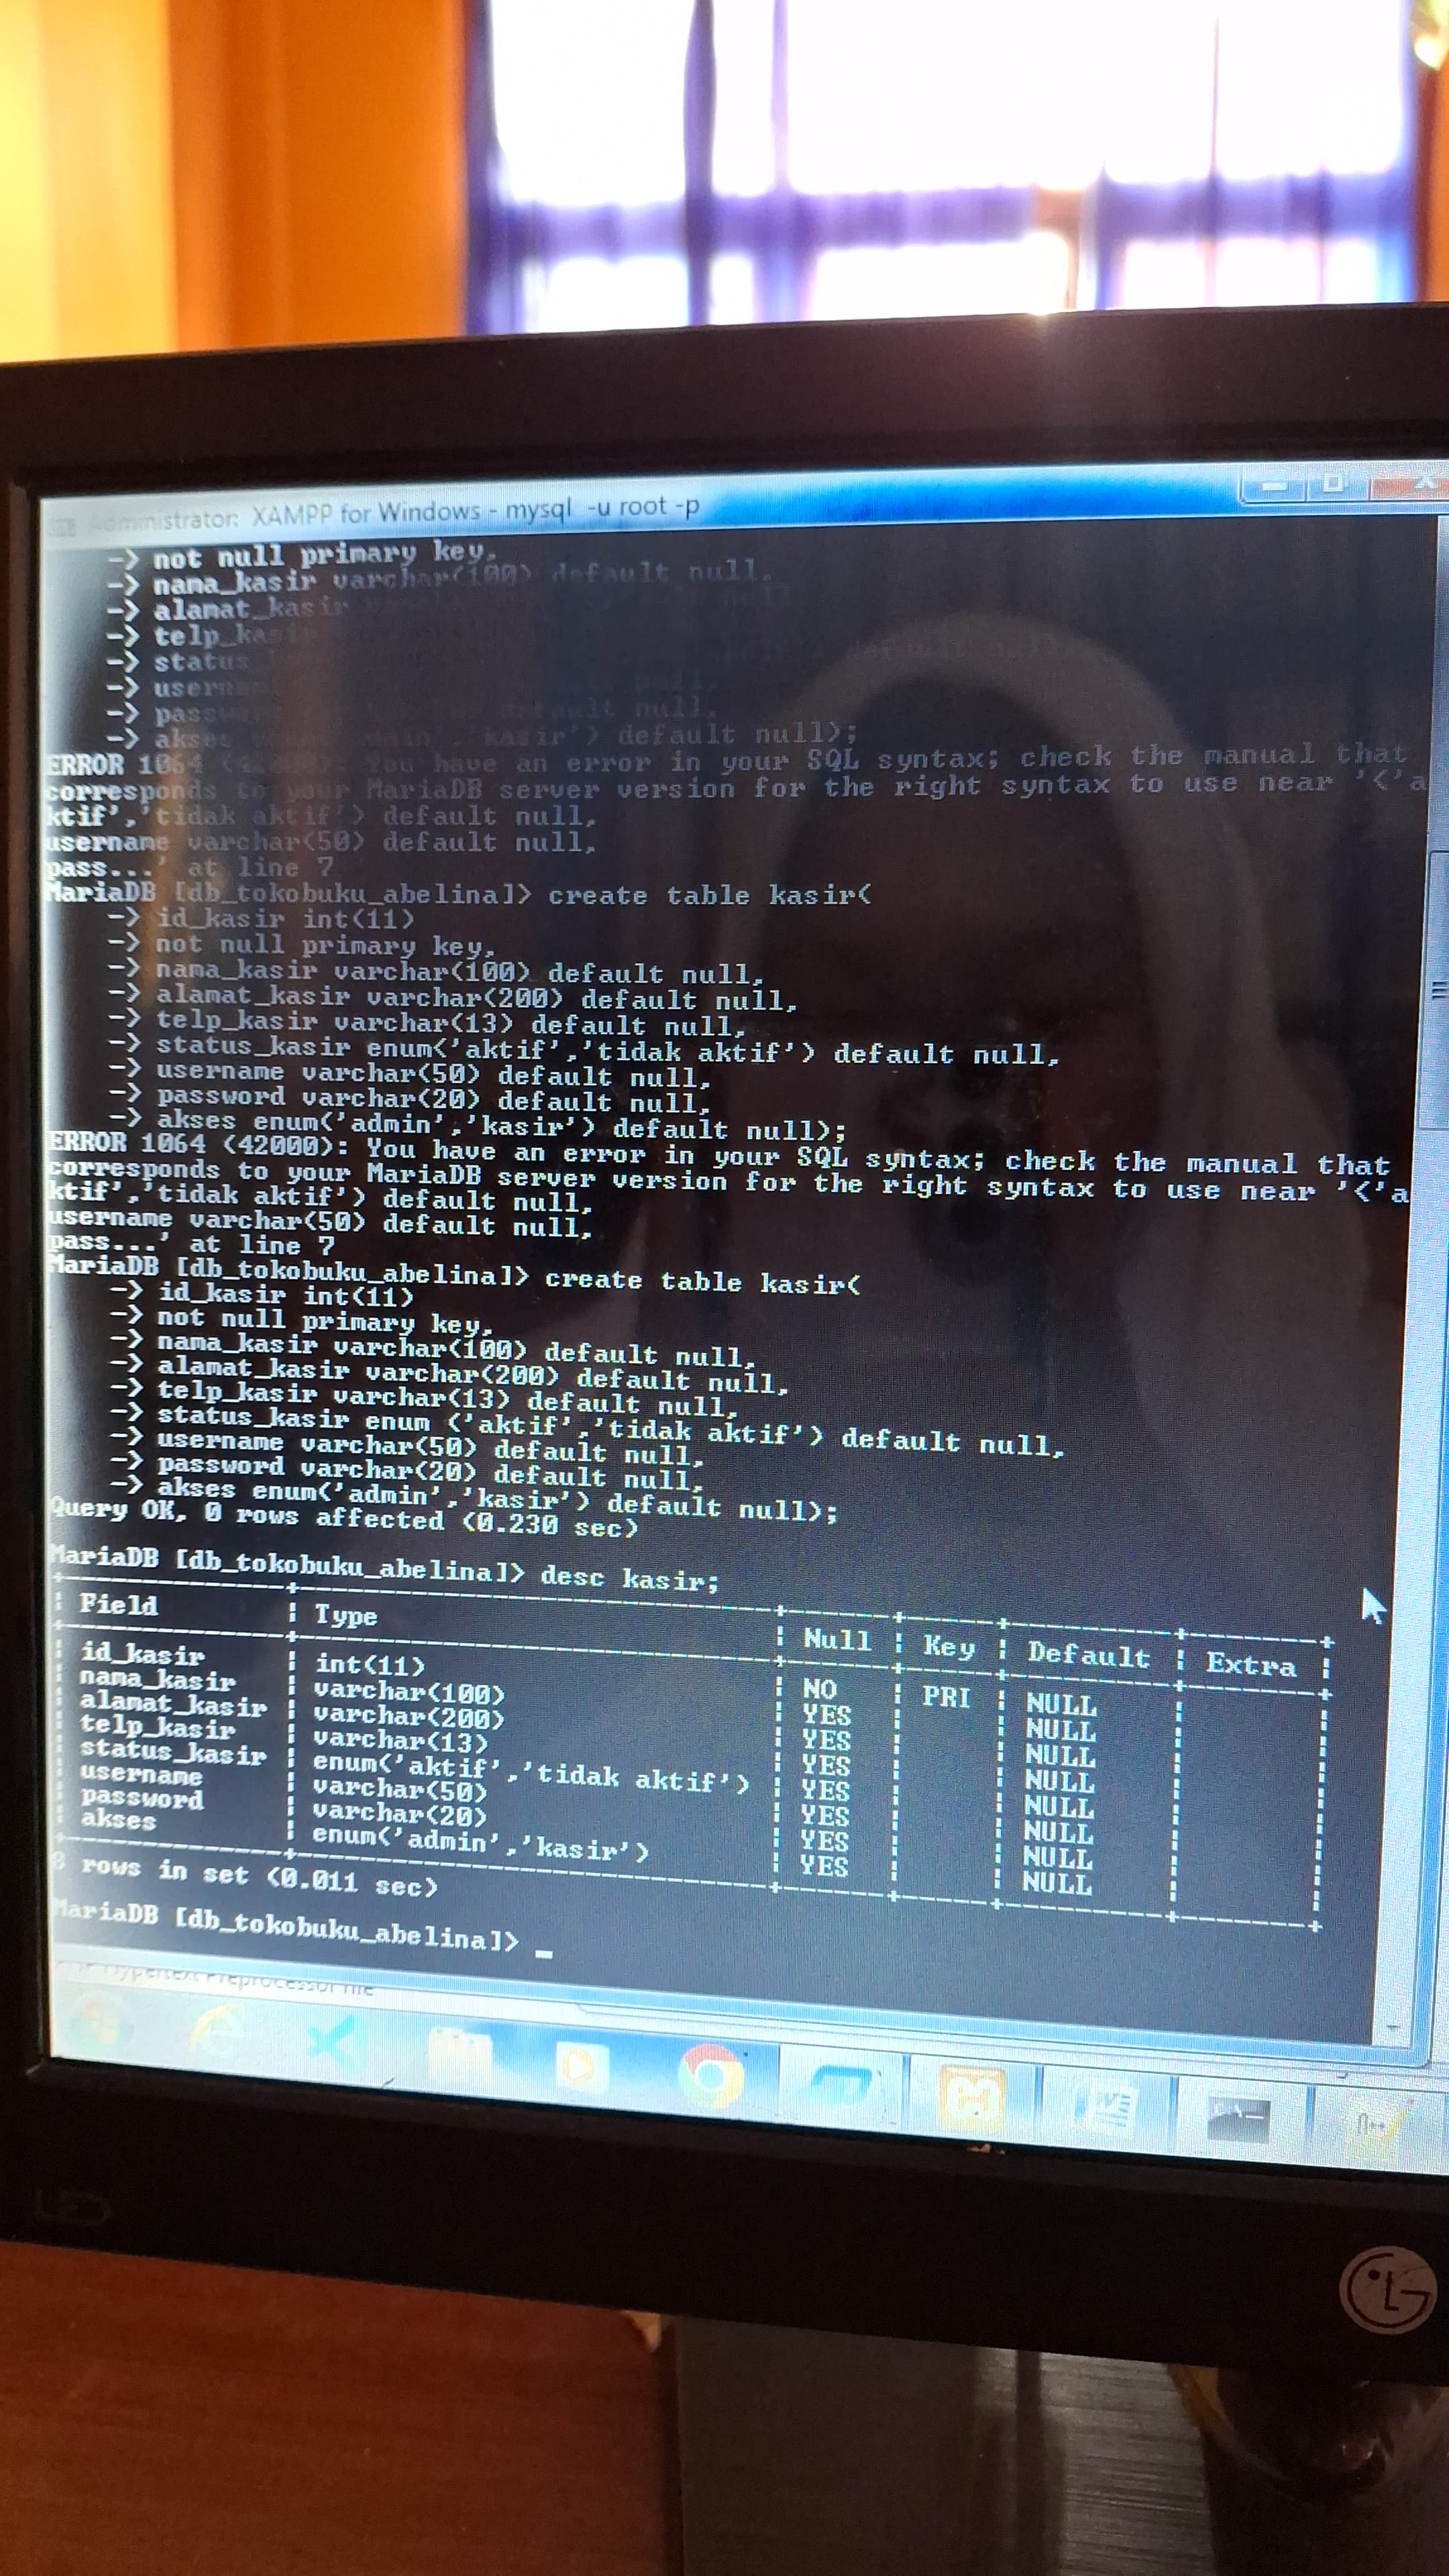 Administrator: XAMPP for Windows - mysql -u root -p
-> not null primary key,
-> nama_kasir varchar(100) default null,
-> alamat_kasir
-> telp_kasir
-> status
-> username
-> password default null,
-> akses 'kasir') default null);
ERROR 1064 (42000): You have an error in your SQL syntax; check the manual that
corresponds to your MariaDB server version for the right syntax to use near '('a
ktif','tidak aktif') default null,
username varchar(50) default null,
pass...' at line 7
MariaDB [db_tokobuku_abelina]> create table kasir(
-> id_kasir int(11)
-> not null primary key,
-> nama_kasir varchar(100) default null,
-> alamat_kasir varchar(200) default null,
-> telp_kasir varchar(13) default null,
-> status_kasir enum('aktif','tidak aktif') default null,
-> username varchar(50) default null,
-> password varchar(20) default null,
-> akses enum('admin','kasir') default null);
ERROR 1064 (42000): You have an error in your SQL syntax; check the manual that
corresponds to your MariaDB server version for the right syntax to use near '('a
ktif','tidak aktif') default null,
username varchar(50) default null,
pass...' at line 7
MariaDB [db_tokobuku_abelina]> create table kasir(
-> id_kasir int(11)
-> not null primary key,
-> nama_kasir varchar(100) default null,
-> alamat_kasir varchar(200) default null,
-> telp_kasir varchar(13) default null,
-> status_kasir enum ('aktif','tidak aktif') default null,
-> username varchar(50) default null,
-> password varchar(20) default null,
-> akses enum('admin','kasir') default null);
Query OK, 0 rows affected (0.230 sec)
MariaDB [db_tokobuku_abelina]> desc kasir;
| Field | Type | Null | Key | Default | Extra |
| id_kasir | int(11) | NO | PRI | NULL | |
| nama_kasir | varchar(100) | YES | | NULL | |
| alamat_kasir | varchar(200) | YES | | NULL | |
| telp_kasir | varchar(13) | YES | | NULL | |
| status_kasir | enum('aktif','tidak aktif') | YES | | NULL | |
| username | varchar(50) | YES | | NULL | |
| password | varchar(20) | YES | | NULL | |
| akses | enum('admin','kasir') | YES | | NULL | |
8 rows in set (0.011 sec)
MariaDB [db_tokobuku_abelina]> _
PHP Hypertext Preprocessor file
LG